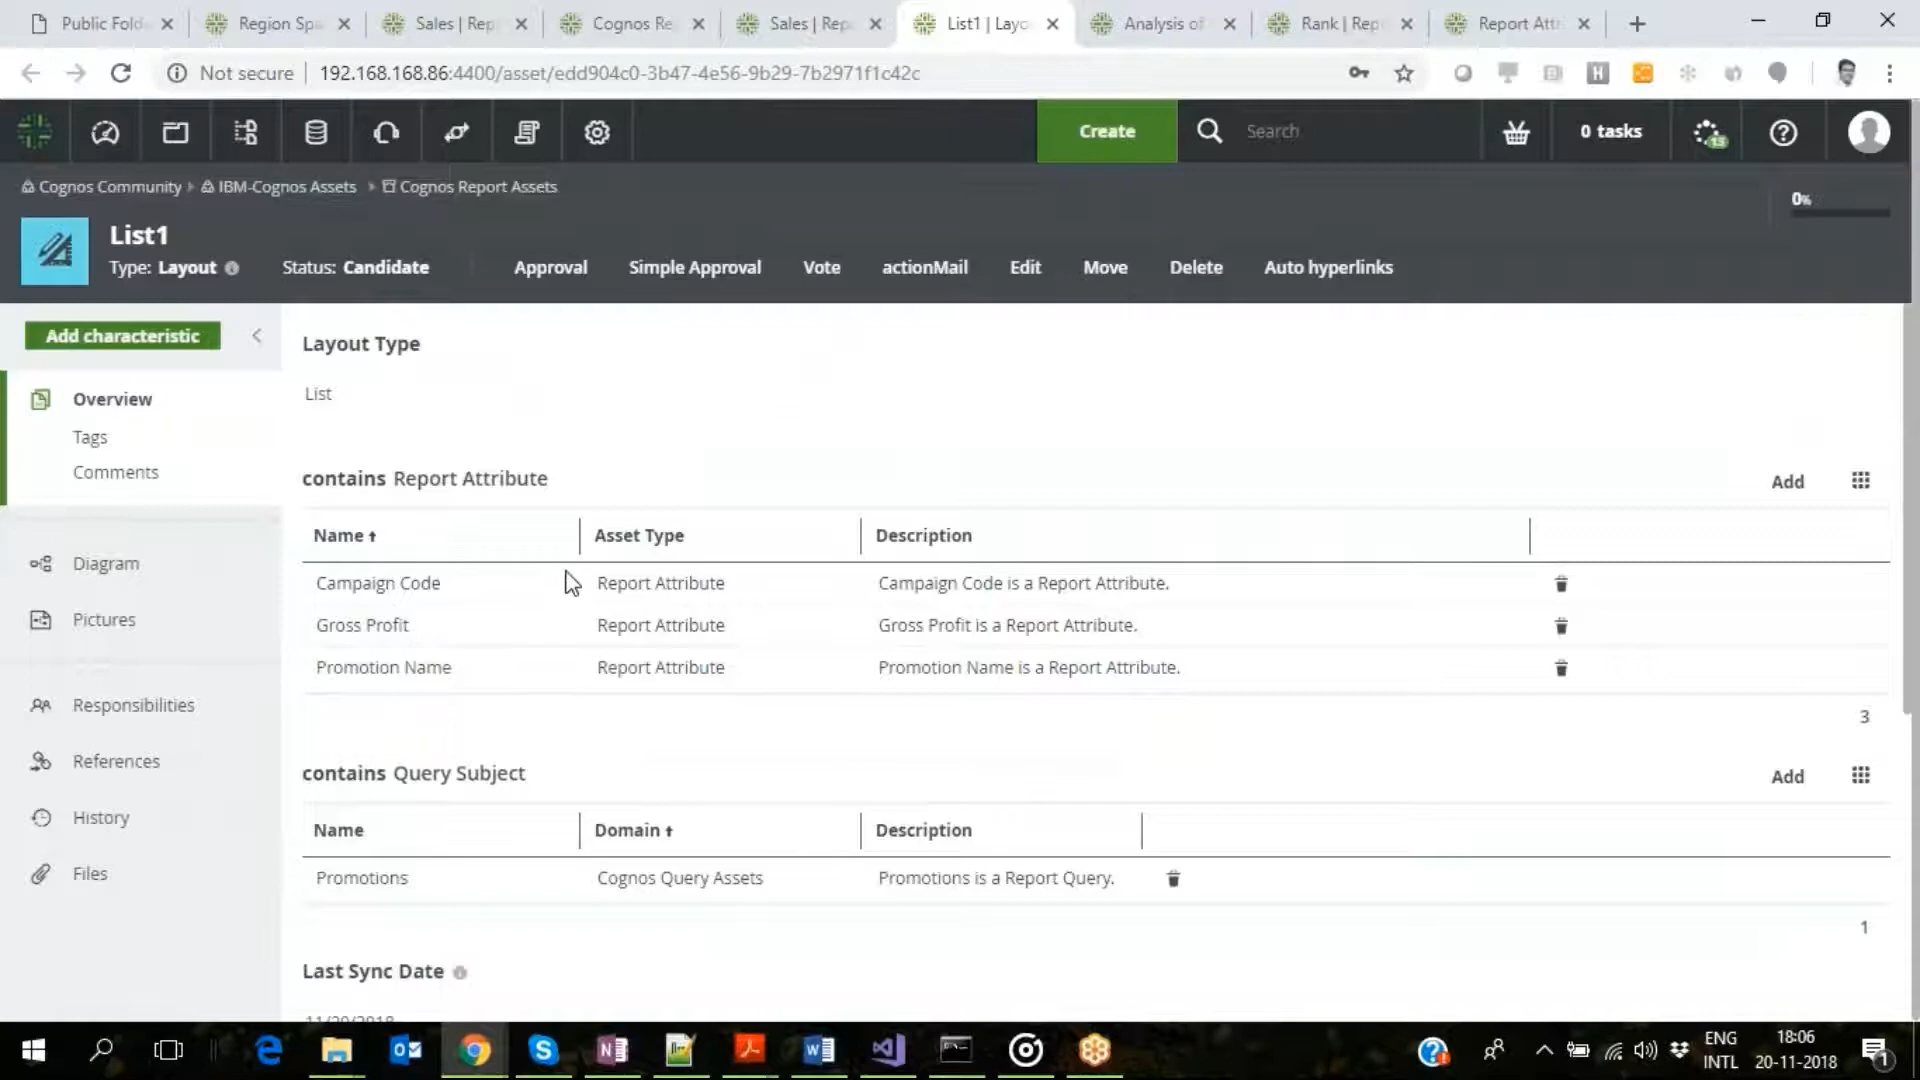 Public Fold
Region Spa
Sales | Rep
Cognos Re
Sales | Rep
List1 | Layo
Analysis of
Rank | Rep
Report Attr
Not secure
192.168.168.86:4400/asset/edd904c0-3b47-4e56-9b29-7b2971f1c42c
Create
Search
0 tasks
13
Cognos Community
IBM-Cognos Assets
Cognos Report Assets
0%
List1
Type: Layout
Status: Candidate
Approval
Simple Approval
Vote
actionMail
Edit
Move
Delete
Auto hyperlinks
Add characteristic
Overview
Tags
Comments
Diagram
Pictures
Responsibilities
References
History
Files
Layout Type
List
contains Report Attribute
Add
Name Asset Type Description
Campaign Code Report Attribute Campaign Code is a Report Attribute.
Gross Profit Report Attribute Gross Profit is a Report Attribute.
Promotion Name Report Attribute Promotion Name is a Report Attribute.
3
contains Query Subject
Add
Name Domain Description
Promotions Cognos Query Assets Promotions is a Report Query.
1
Last Sync Date
11/20/2018
ENG
INTL
18:06
20-11-2018
1